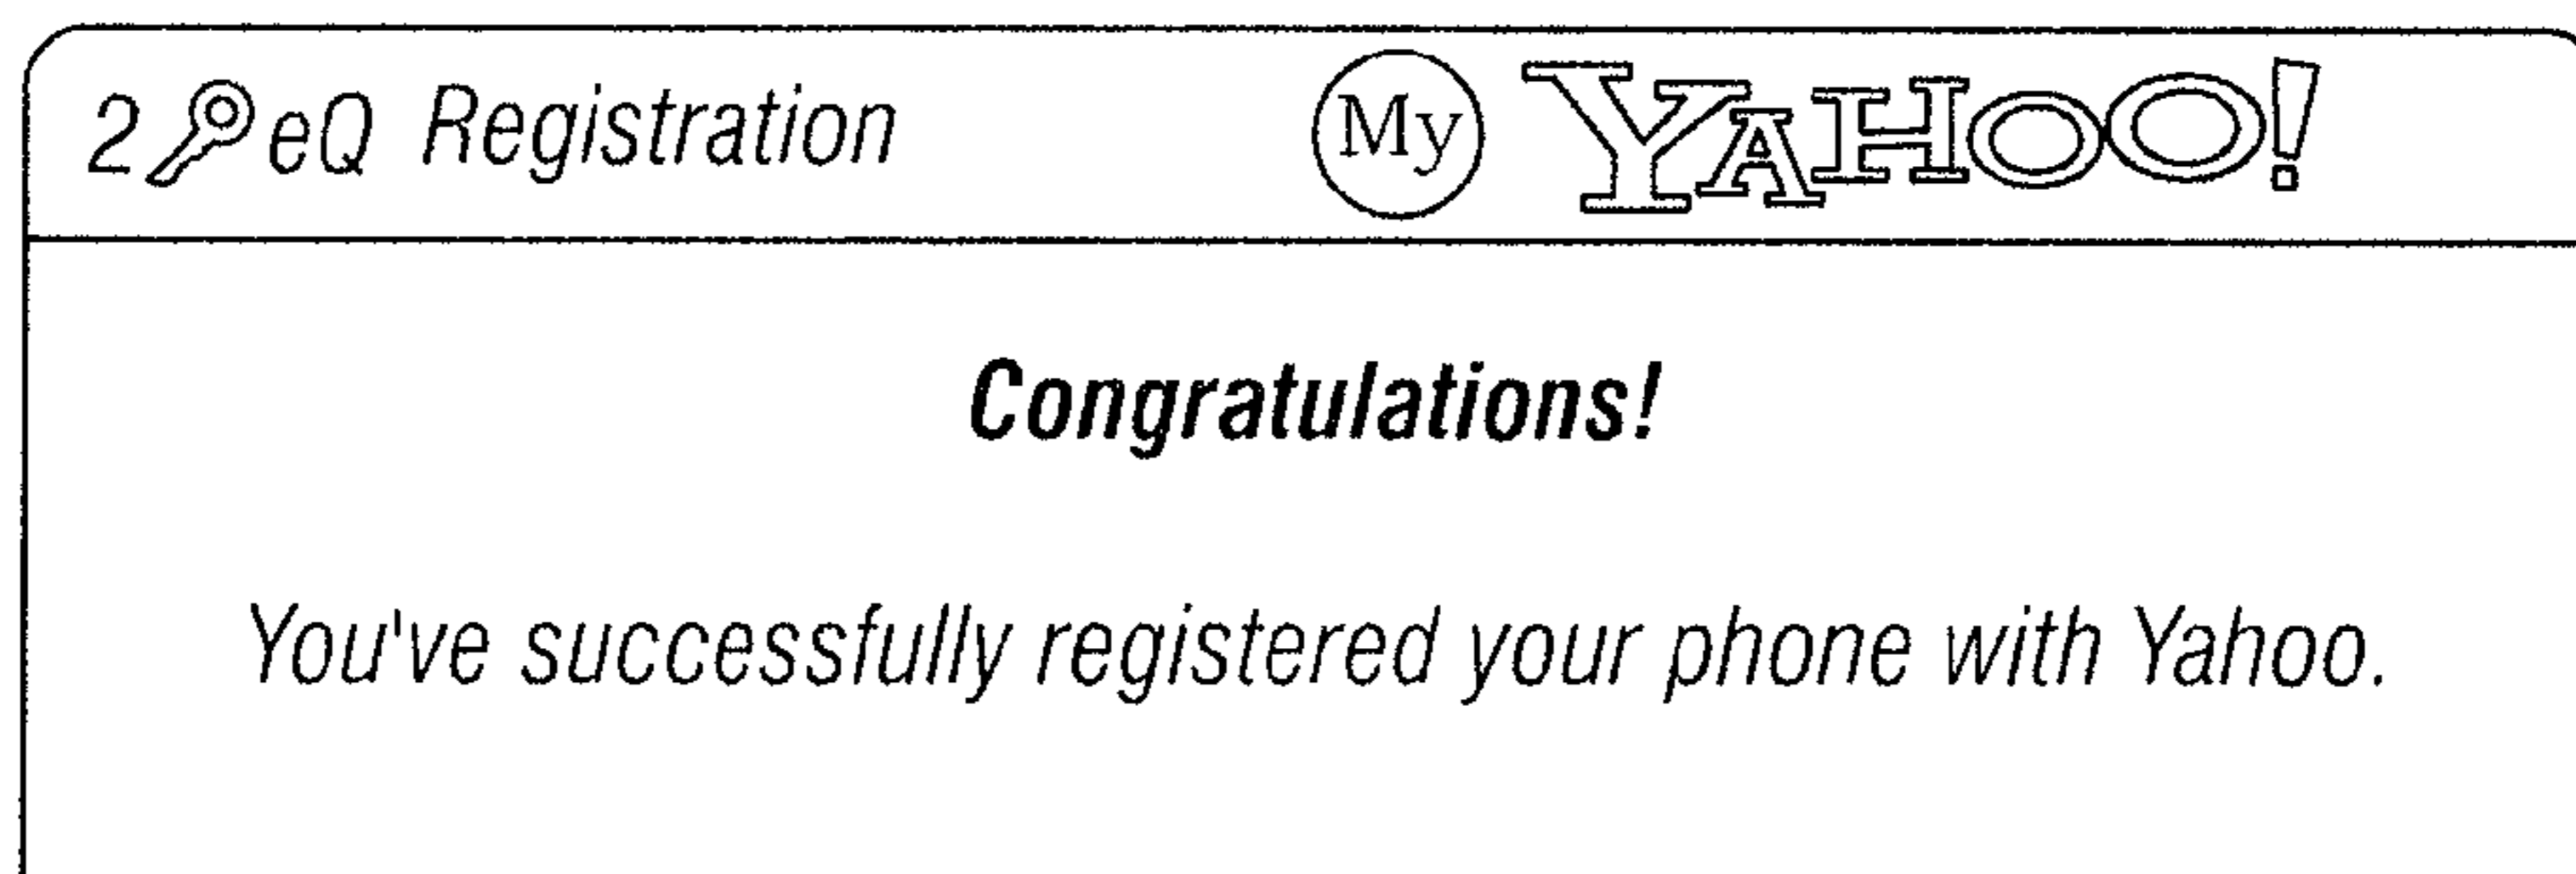 2 eQ Registration My YAHOO!
Congratulations!
You've successfully registered your phone with Yahoo.